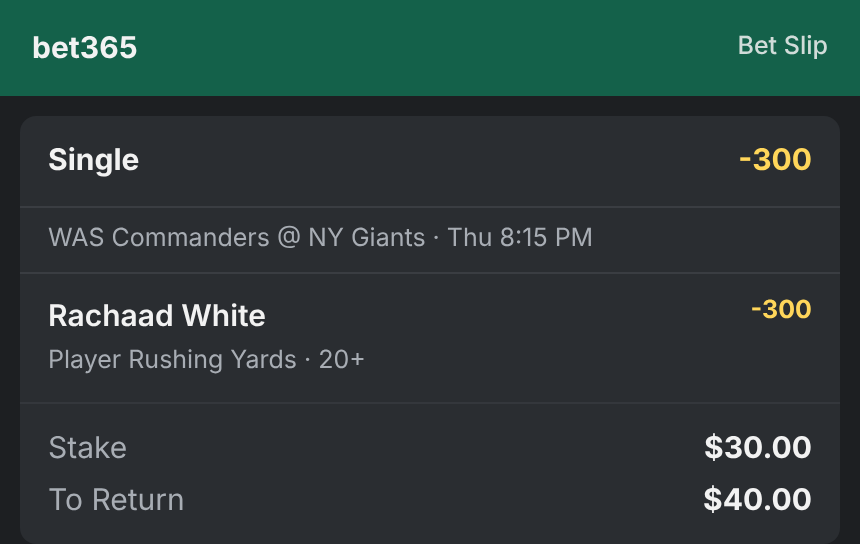 bet365
Bet Slip
Single
-300
WAS Commanders @ NY Giants · Thu 8:15 PM
Rachaad White
-300
Player Rushing Yards · 20+
Stake
$30.00
To Return
$40.00